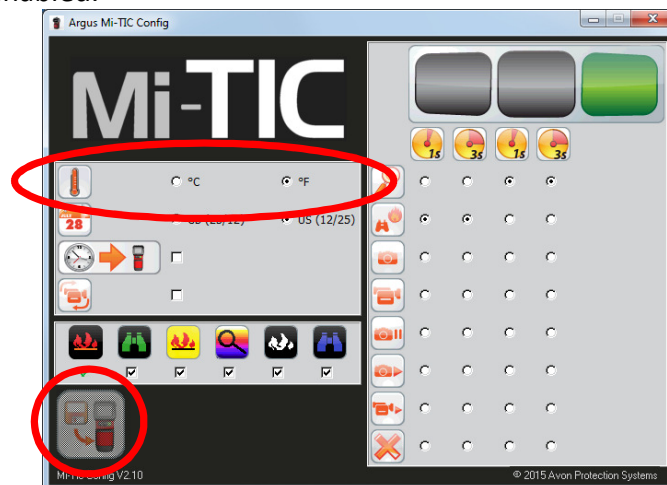 Argus Mi-TIC Config
Mi-TIC
1s 3s 1s 3s
°C °F
28 US (12/25)
Mi-TIC Config V2.10 © 2015 Avon Protection Systems